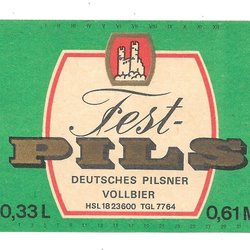 Fest-
PILS
DEUTSCHES PILSNER
VOLLBIER
HSL 18 23600 TGL 7764
0,33 L 0,61 M